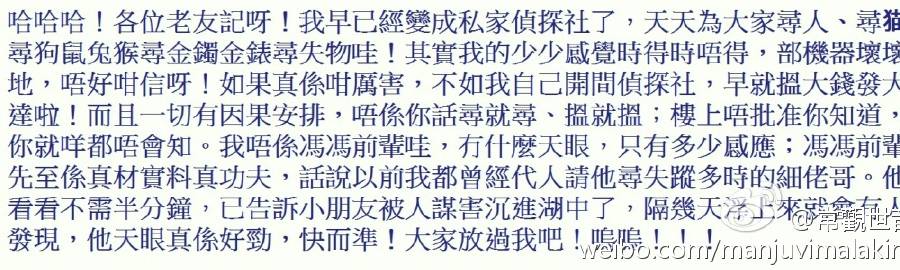 哈哈哈！各位老友記呀！我早已經變成私家偵探社了，天天為大家尋人、尋貓
尋狗鼠兔猴尋金鐲金錶尋失物哇！其實我的少少感覺時得時唔得，部機器壞壞
地，唔好咁信呀！如果真係咁厲害，不如我自己開間偵探社，早就搵大錢發大
達啦！而且一切有因果安排，唔係你話尋就尋、搵就搵；樓上唔批准你知道，
你就咩都唔會知。我唔係馮馮前輩哇，冇什麼天眼，只有多少感應；馮馮前輩
先至係真材實料真功夫，話說以前我都曾經代人請他尋失蹤多時的細佬哥。他
看看不需半分鐘，已告訴小朋友被人謀害沉進湖中了，隔幾天浮上來就會有人
發現，他天眼真係好勁，快而準！大家放過我吧！嗚嗚！！！
@常觀世音
weibo.com/manjuvimalakir